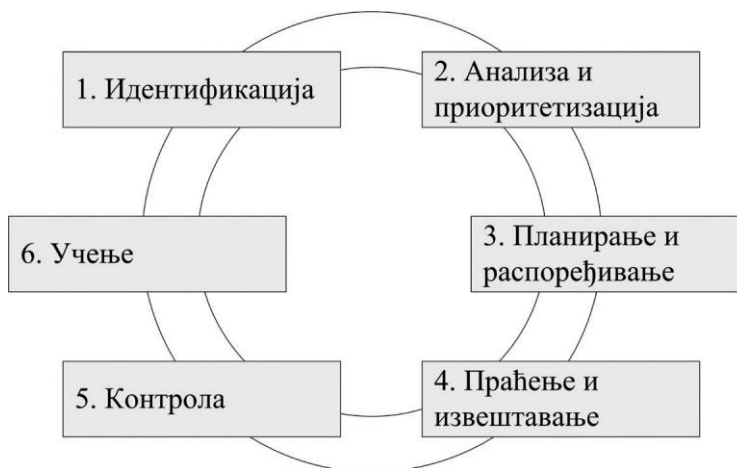 1. Идентификација
2. Анализа и
приоритетизација
3. Планирање и
распоређивање
4. Праћење и
извештавање
5. Контрола
6. Учење